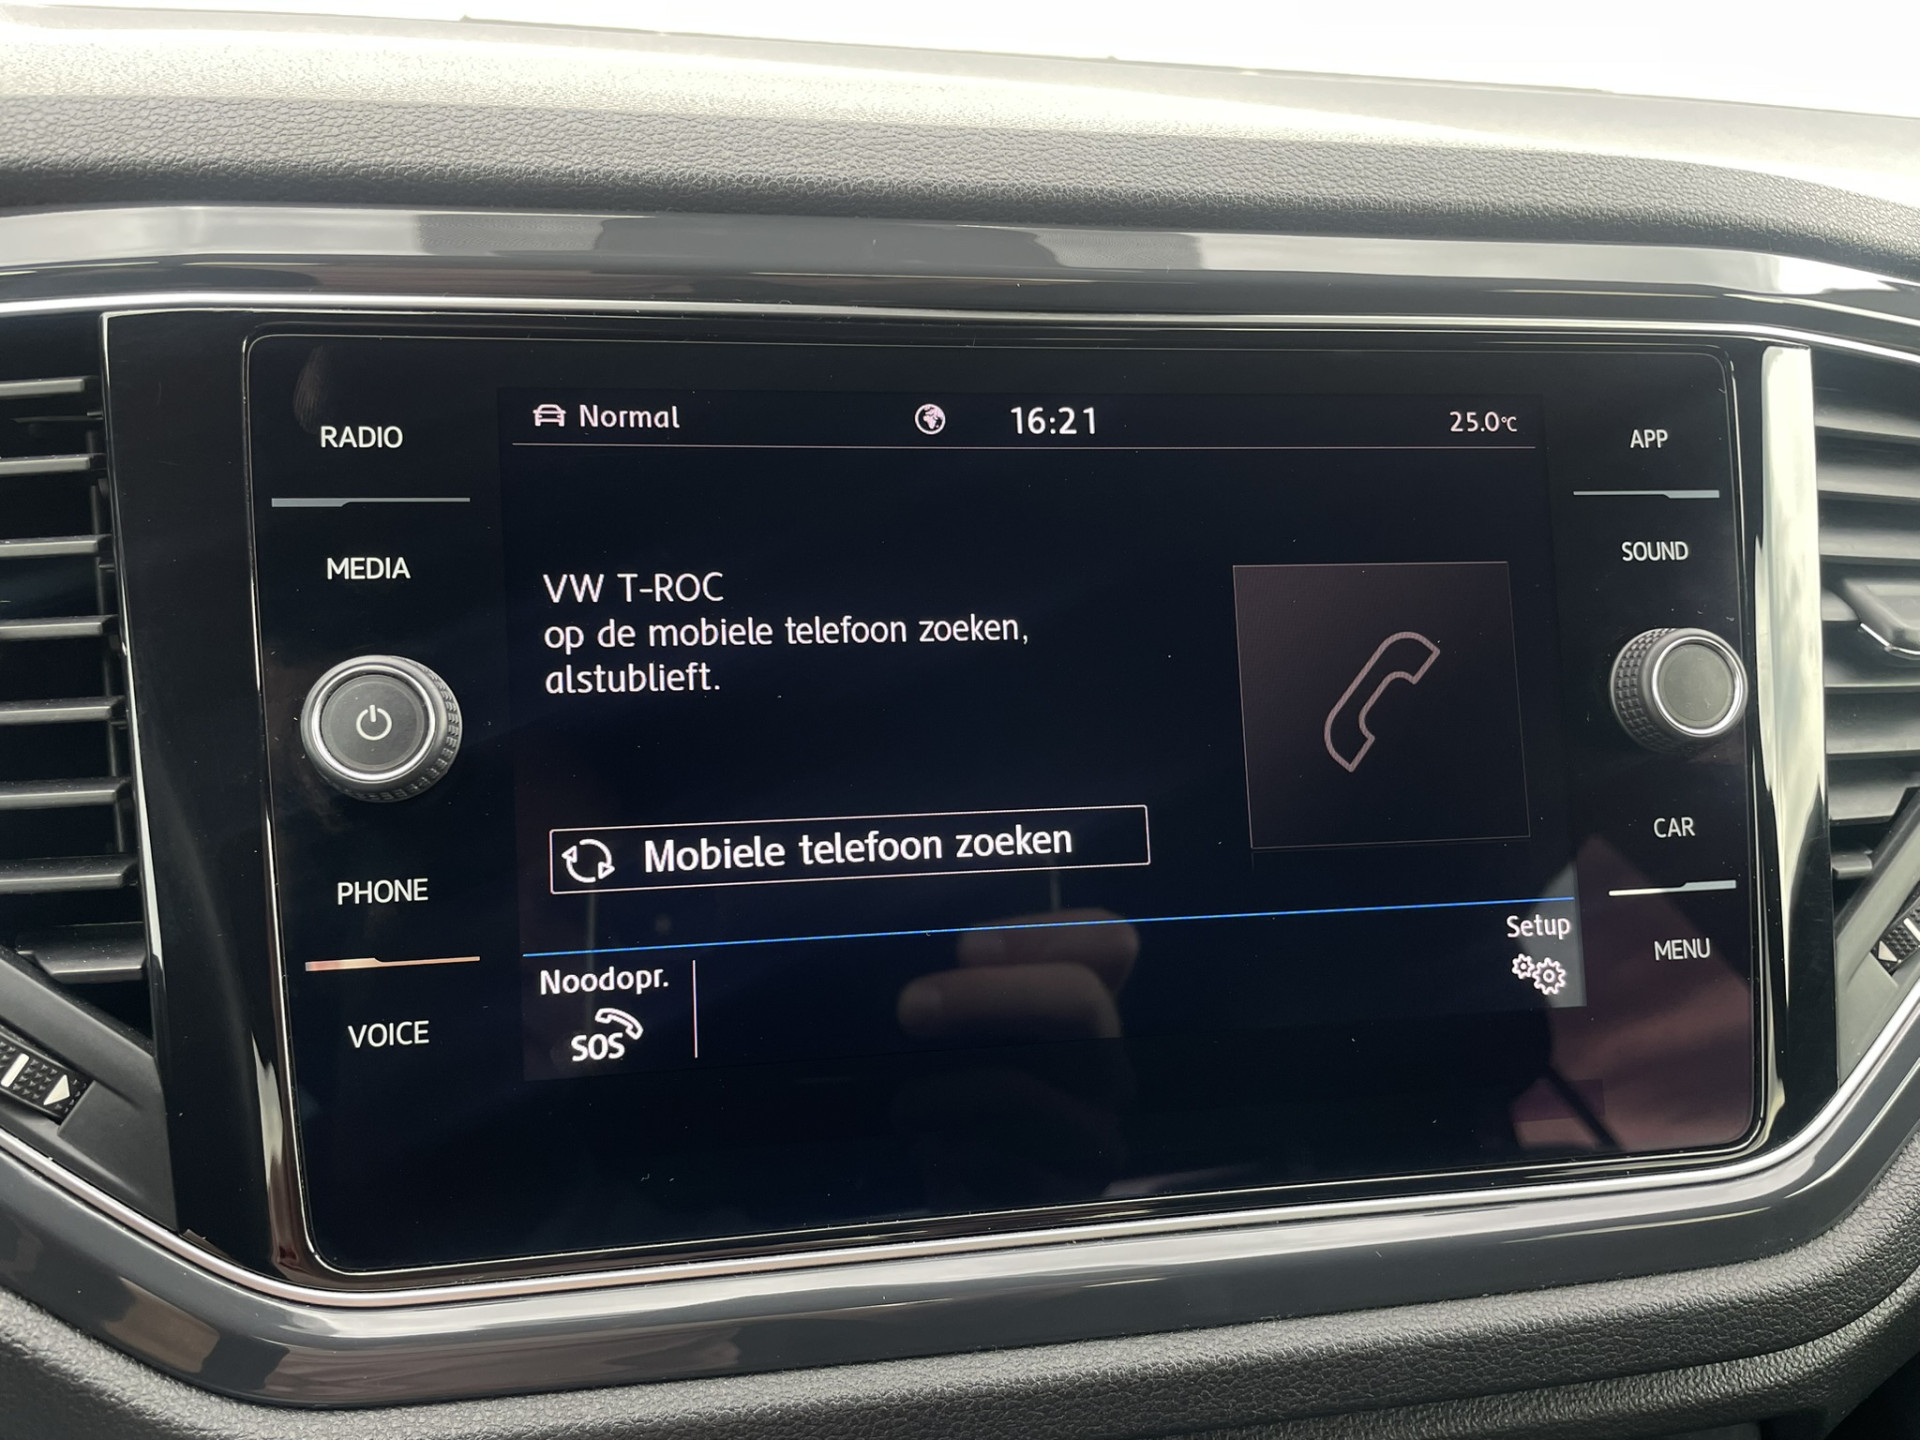 Normal
16:21
25.0°C
RADIO
MEDIA
PHONE
VOICE
VW T-ROC
op de mobiele telefoon zoeken,
alstublieft.
Mobiele telefoon zoeken
Noodopr.
SOS
Setup
APP
SOUND
CAR
MENU